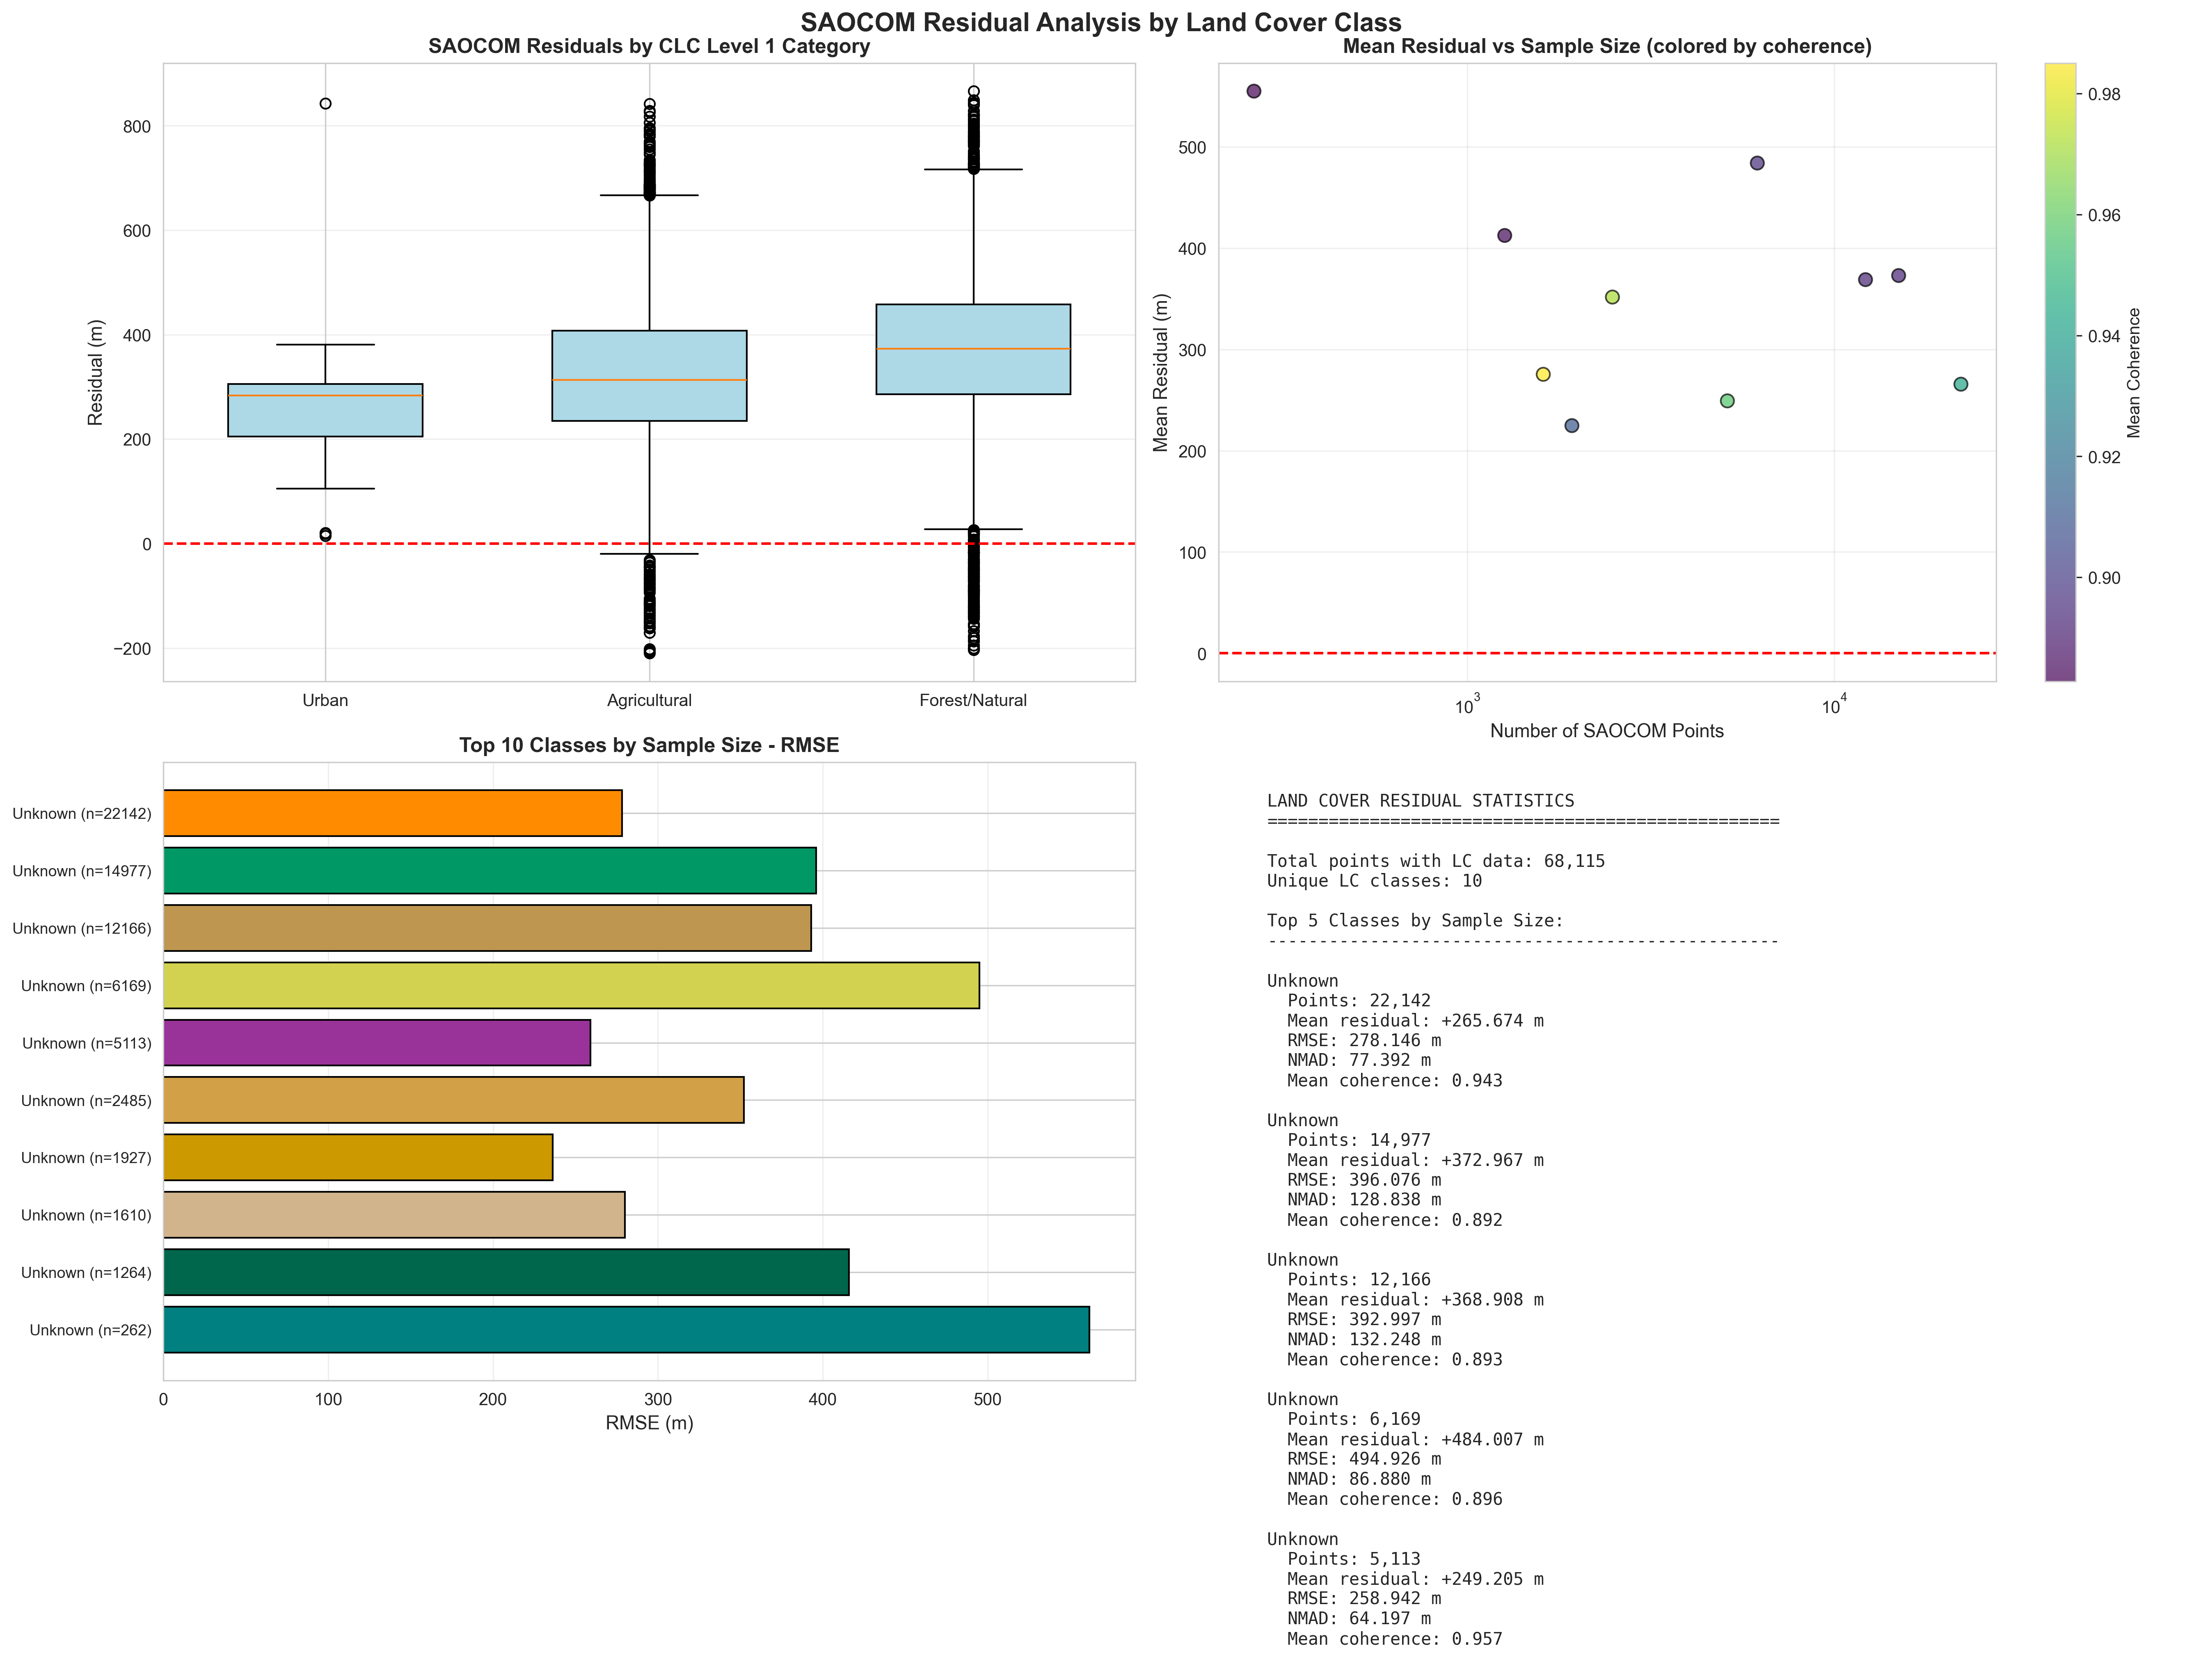 SAOCOM Residual Analysis by Land Cover Class
SAOCOM Residuals by CLC Level 1 Category
Residual (m)
800
600
400
200
0
−200
Urban
Agricultural
Forest/Natural
Mean Residual vs Sample Size (colored by coherence)
Mean Residual (m)
500
400
300
200
100
0
10^3
10^4
Number of SAOCOM Points
0.98
0.96
0.94
0.92
0.90
Mean Coherence
Top 10 Classes by Sample Size - RMSE
Unknown (n=22142)
Unknown (n=14977)
Unknown (n=12166)
Unknown (n=6169)
Unknown (n=5113)
Unknown (n=2485)
Unknown (n=1927)
Unknown (n=1610)
Unknown (n=1264)
Unknown (n=262)
0
100
200
300
400
500
RMSE (m)
LAND COVER RESIDUAL STATISTICS
==================================================
Total points with LC data: 68,115
Unique LC classes: 10
Top 5 Classes by Sample Size:
--------------------------------------------------
Unknown
Points: 22,142
Mean residual: +265.674 m
RMSE: 278.146 m
NMAD: 77.392 m
Mean coherence: 0.943
Unknown
Points: 14,977
Mean residual: +372.967 m
RMSE: 396.076 m
NMAD: 128.838 m
Mean coherence: 0.892
Unknown
Points: 12,166
Mean residual: +368.908 m
RMSE: 392.997 m
NMAD: 132.248 m
Mean coherence: 0.893
Unknown
Points: 6,169
Mean residual: +484.007 m
RMSE: 494.926 m
NMAD: 86.880 m
Mean coherence: 0.896
Unknown
Points: 5,113
Mean residual: +249.205 m
RMSE: 258.942 m
NMAD: 64.197 m
Mean coherence: 0.957